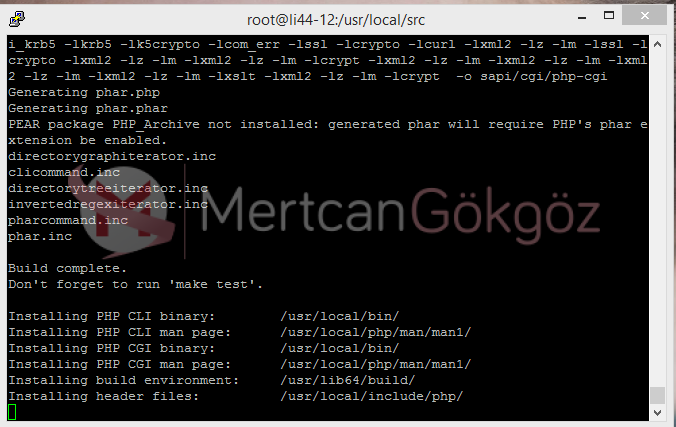 root@li44-12:/usr/local/src
i_krb5 -lkrb5 -lk5crypto -lcom_err -lssl -lcrypto -lcurl -lxml2 -lz -lm -lssl -l
crypto -lxml2 -lz -lm -lxml2 -lz -lm -lcrypt -lxml2 -lz -lm -lxml2 -lz -lm -lxml
2 -lz -lm -lxml2 -lz -lm -lxslt -lxml2 -lz -lm -lcrypt  -o sapi/cgi/php-cgi
Generating phar.php
Generating phar.phar
PEAR package PHP_Archive not installed: generated phar will require PHP's phar e
xtension be enabled.
directorygraphiterator.inc
clicommand.inc
directorytreeiterator.inc
invertedregexiterator.inc
pharcommand.inc
phar.inc
MertcanGökgöz
Build complete.
Don't forget to run 'make test'.
Installing PHP CLI binary:        /usr/local/bin/
Installing PHP CLI man page:      /usr/local/php/man/man1/
Installing PHP CGI binary:        /usr/local/bin/
Installing PHP CGI man page:      /usr/local/php/man/man1/
Installing build environment:     /usr/lib64/build/
Installing header files:          /usr/local/include/php/